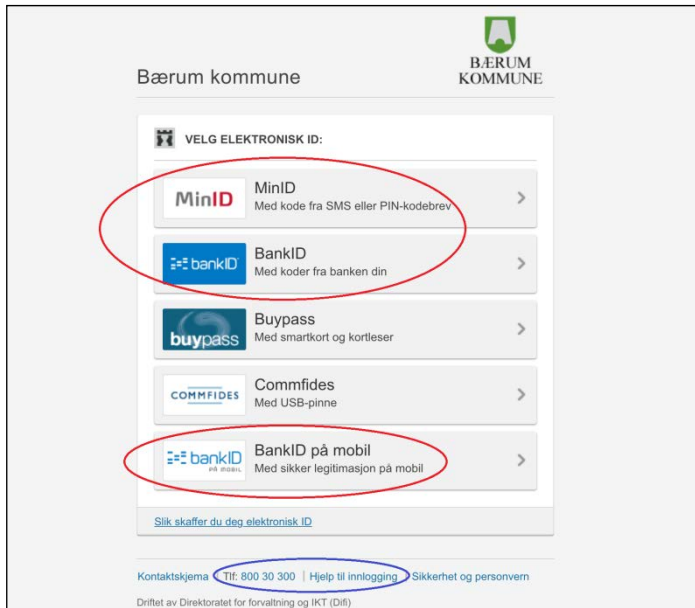 BÆRUM
KOMMUNE
Bærum kommune
VELG ELEKTRONISK ID:
MinID
MinID
Med kode fra SMS eller PIN-kodebrev
bankID
BankID
Med koder fra banken din
buypass
Buypass
Med smartkort og kortleser
COMMFIDES
Commfides
Med USB-pinne
bankID
PÅ MOBIL
BankID på mobil
Med sikker legitimasjon på mobil
Slik skaffer du deg elektronisk ID
Kontaktskjema | Tlf: 800 30 300 | Hjelp til innlogging | Sikkerhet og personvern
Driftet av Direktoratet for forvaltning og IKT (Difi)